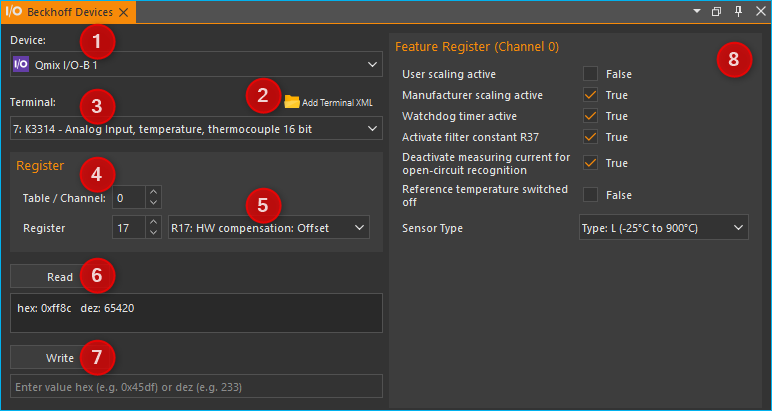 I/O Beckhoff Devices
Device:
1
I/O Qmix I/O-B 1
2
Add Terminal XML
Terminal:
3
7: K3314 - Analog Input, temperature, thermocouple 16 bit
Register
4
Table / Channel: 0
5
Register 17 R17: HW compensation: Offset
Read 6
hex: 0xff8c dez: 65420
Write 7
Enter value hex (e.g. 0x45df) or dez (e.g. 233)
Feature Register (Channel 0)
8
User scaling active False
Manufacturer scaling active True
Watchdog timer active True
Activate filter constant R37 True
Deactivate measuring current for
open-circuit recognition True
Reference temperature switched
off False
Sensor Type Type: L (-25°C to 900°C)